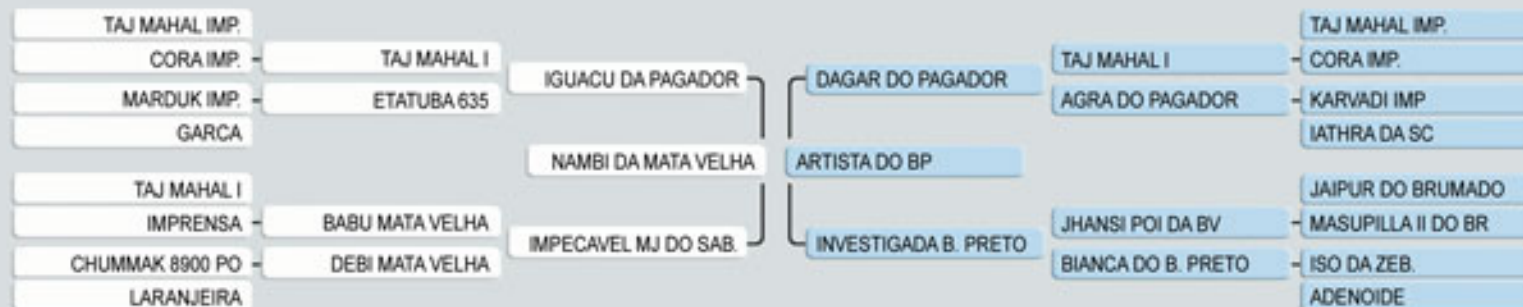 TAJ MAHAL IMP.
CORA IMP.
MARDUK IMP.
GARCA
TAJ MAHAL I
IMPRENSA
CHUMMAK 8900 PO
LARANJEIRA
TAJ MAHAL I
ETATUBA 635
BABU MATA VELHA
DEBI MATA VELHA
IGUACU DA PAGADOR
NAMBI DA MATA VELHA
IMPECAVEL MJ DO SAB.
DAGAR DO PAGADOR
ARTISTA DO BP
INVESTIGADA B. PRETO
TAJ MAHAL I
AGRA DO PAGADOR
JHANSI POI DA BV
BIANCA DO B. PRETO
TAJ MAHAL IMP.
CORA IMP.
KARVADI IMP
IATHRA DA SC
JAIPUR DO BRUMADO
MASUPILLA II DO BR
ISO DA ZEB.
ADENOIDE